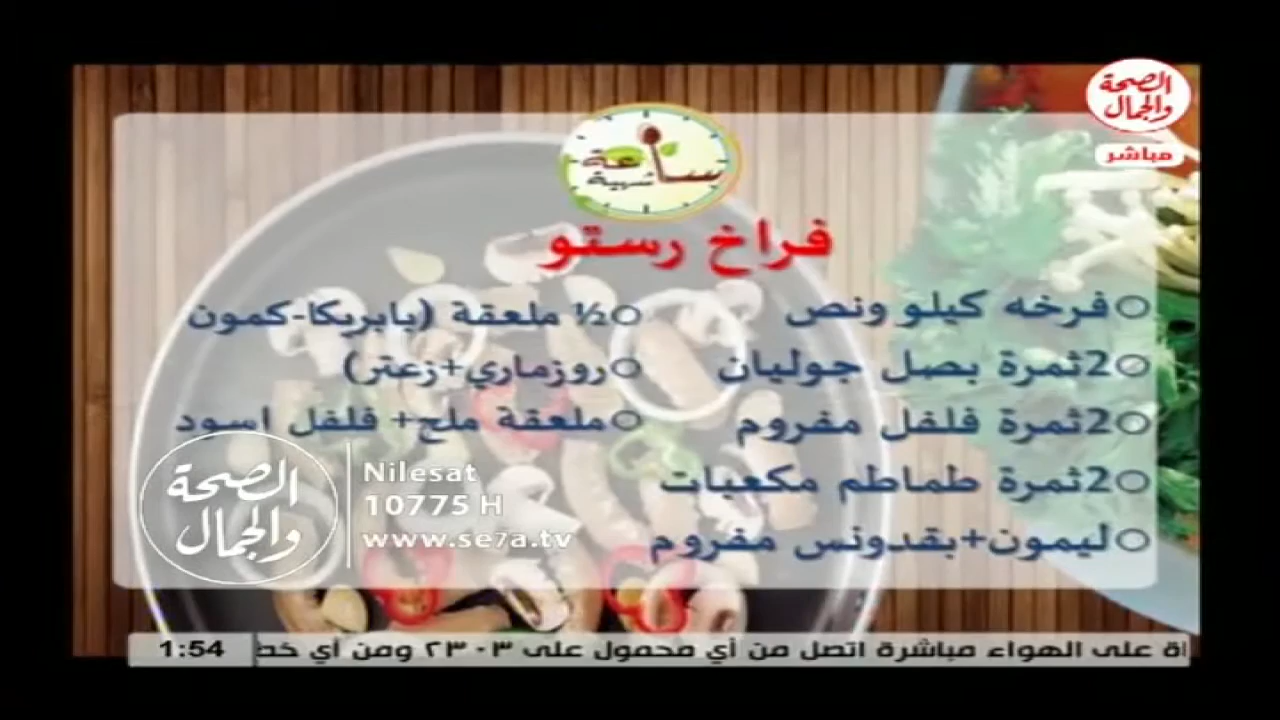 الصحة
والجمال
مباشر
ساعة
شهية
فراخ رستو
فرخه كيلو ونص
2ثمرة بصل جوليان
2ثمرة فلفل مفروم
2ثمرة طماطم مكعبات
ليمون+بقدونس مفروم
½ ملعقة (بابريكا-كمون
روزماري+زعتر)
ملعقة ملح+ فلفل اسود
الصحة
والجمال
Nilesat
10775 H
www.se7a.tv
اة على الهواء مباشرة اتصل من أي محمول على ٢٣٠٣ ومن أي خط
1:54